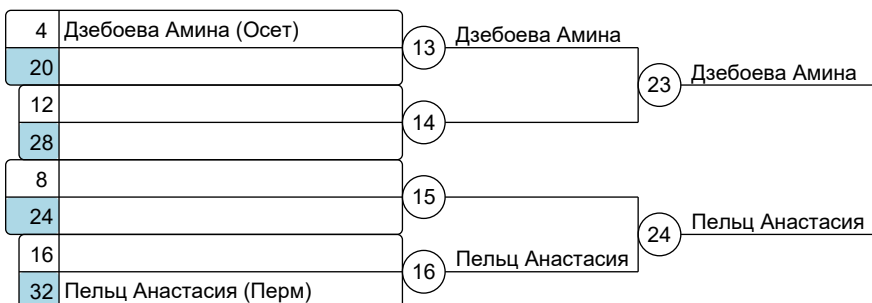 4 Дзебоева Амина (Осет)
13 Дзебоева Амина
20
23 Дзебоева Амина
12
14
28
8
15
24
24 Пельц Анастасия
16
16 Пельц Анастасия
32 Пельц Анастасия (Перм)